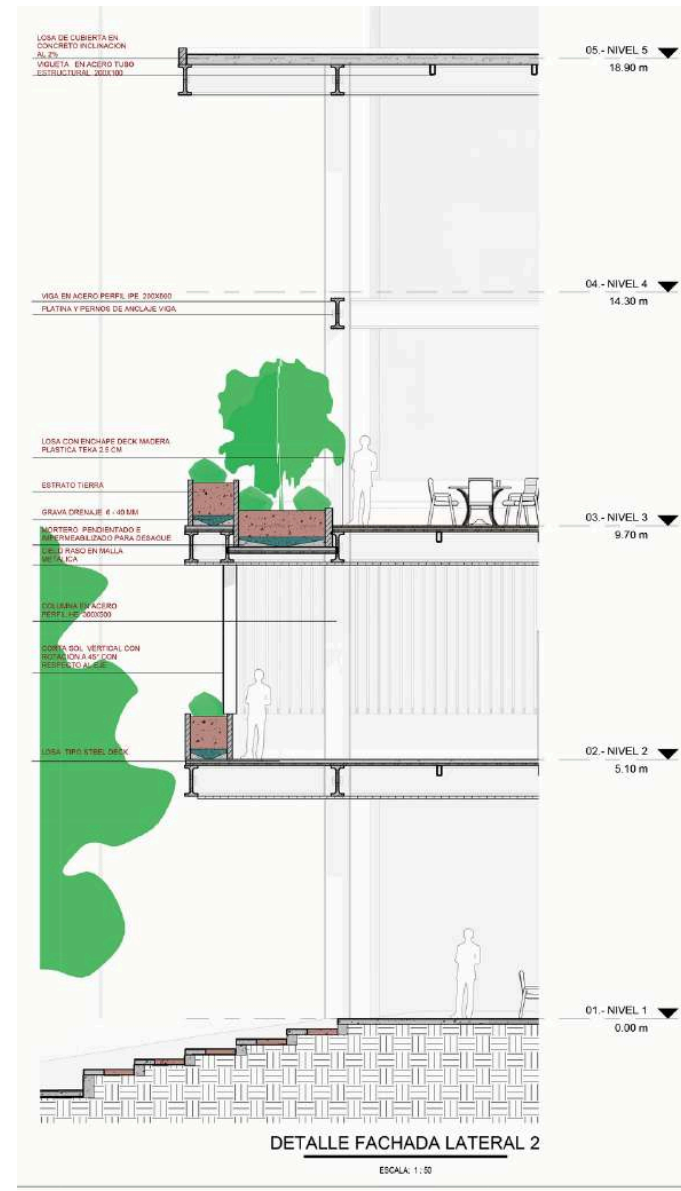 LOSA DE CUBIERTA EN
CONCRETO INCLINACION
AL 2%
VIGUETA EN ACERO TUBO
ESTRUCTURAL 200X100
05.- NIVEL 5
18.90 m
04.- NIVEL 4
14.30 m
VIGA EN ACERO PERFIL IPE 200X500
PLATINA Y PERNOS DE ANCLAJE VIGA
LOSA CON ENCHAPE DECK MADERA
PLASTICA TEKA 2.5 CM
ESTRATO TIERRA
GRAVA DRENAJE 6 - 40 MM
MORTERO PENDIENTADO E
IMPERMEABILIZADO PARA DESAGUE
CIELO RASO EN MALLA
METALICA
03.- NIVEL 3
9.70 m
COLUMNA EN ACERO
PERFIL HE 300X500
CORTA SOL VERTICAL CON
ROTACIÓN A 45° CON
RESPECTO AL EJE
LOSA TIPO STEEL DECK
02.- NIVEL 2
5.10 m
01.- NIVEL 1
0.00 m
DETALLE FACHADA LATERAL 2
ESCALA: 1 : 50